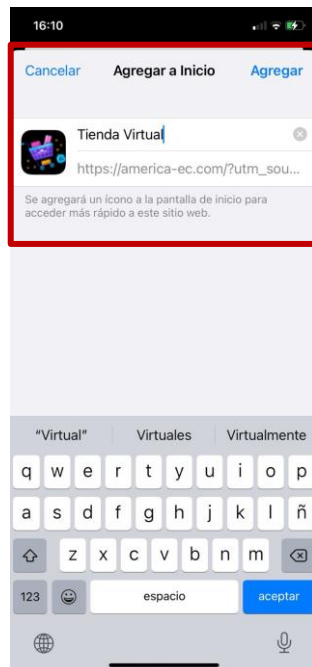 16:10
Cancelar Agregar a Inicio Agregar
Tienda Virtual
https://america-ec.com/?utm_sou...
Se agregará un ícono a la pantalla de inicio para
acceder más rápido a este sitio web.
“Virtual” Virtuales Virtualmente
q w e r t y u i o p
a s d f g h j k l ñ
z x c v b n m
123 espacio aceptar